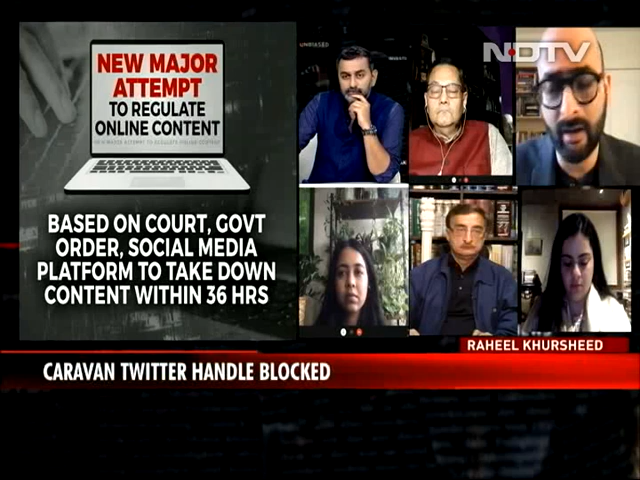 NEW MAJOR
ATTEMPT
TO REGULATE
ONLINE CONTENT
BASED ON COURT, GOVT
ORDER, SOCIAL MEDIA
PLATFORM TO TAKE DOWN
CONTENT WITHIN 36 HRS
NDTV
RAHEEL KHURSHEED
CARAVAN TWITTER HANDLE BLOCKED